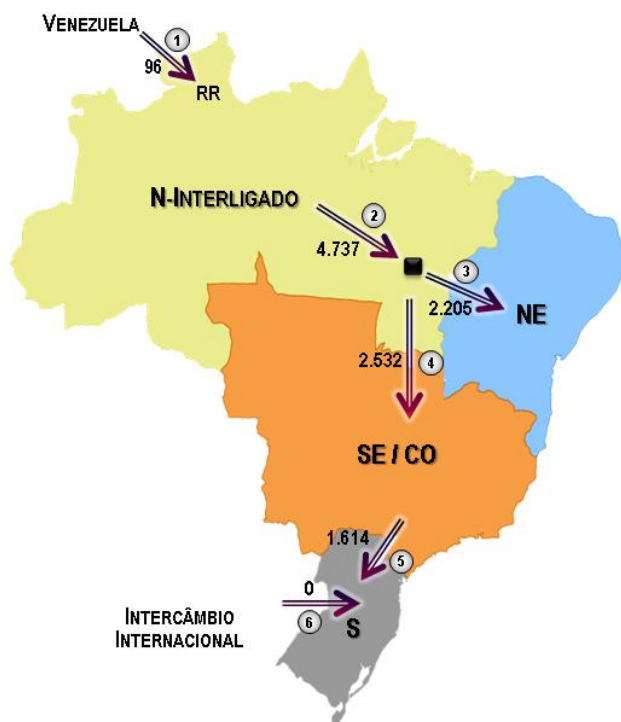 VENEZUELA
1
96
RR
N-INTERLIGADO
2
4.737
3
2.205
NE
2.532
4
SE / CO
1.614
5
0
INTERCÂMBIO
INTERNACIONAL
6
S